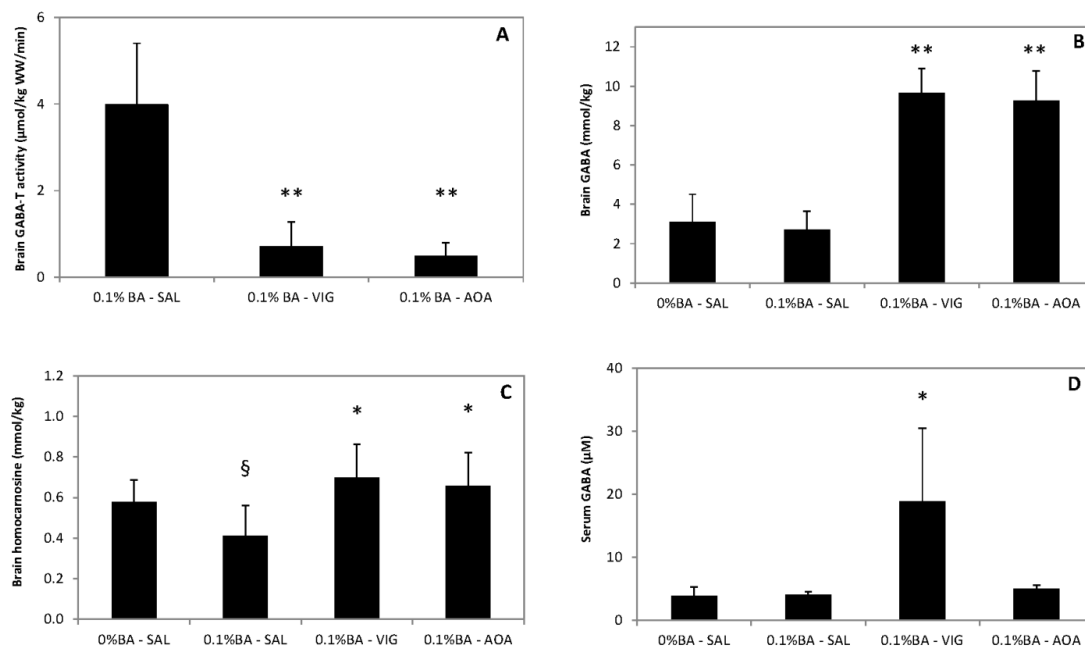 A
Brain GABA-T activity (µmol/kg WW/min)
6
4
2
0
**
**
0.1% BA - SAL
0.1% BA - VIG
0.1% BA - AOA
B
Brain GABA (mmol/kg)
12
10
8
6
4
2
0
**
**
0%BA - SAL
0.1%BA - SAL
0.1%BA - VIG
0.1%BA - AOA
C
Brain homocarnosine (mmol/kg)
1.2
1.0
0.8
0.6
0.4
0.2
0.0
§
*
*
0%BA - SAL
0.1%BA - SAL
0.1%BA - VIG
0.1%BA - AOA
D
Serum GABA (µM)
40
30
20
10
0
*
0%BA - SAL
0.1%BA - SAL
0.1%BA - VIG
0.1%BA - AOA